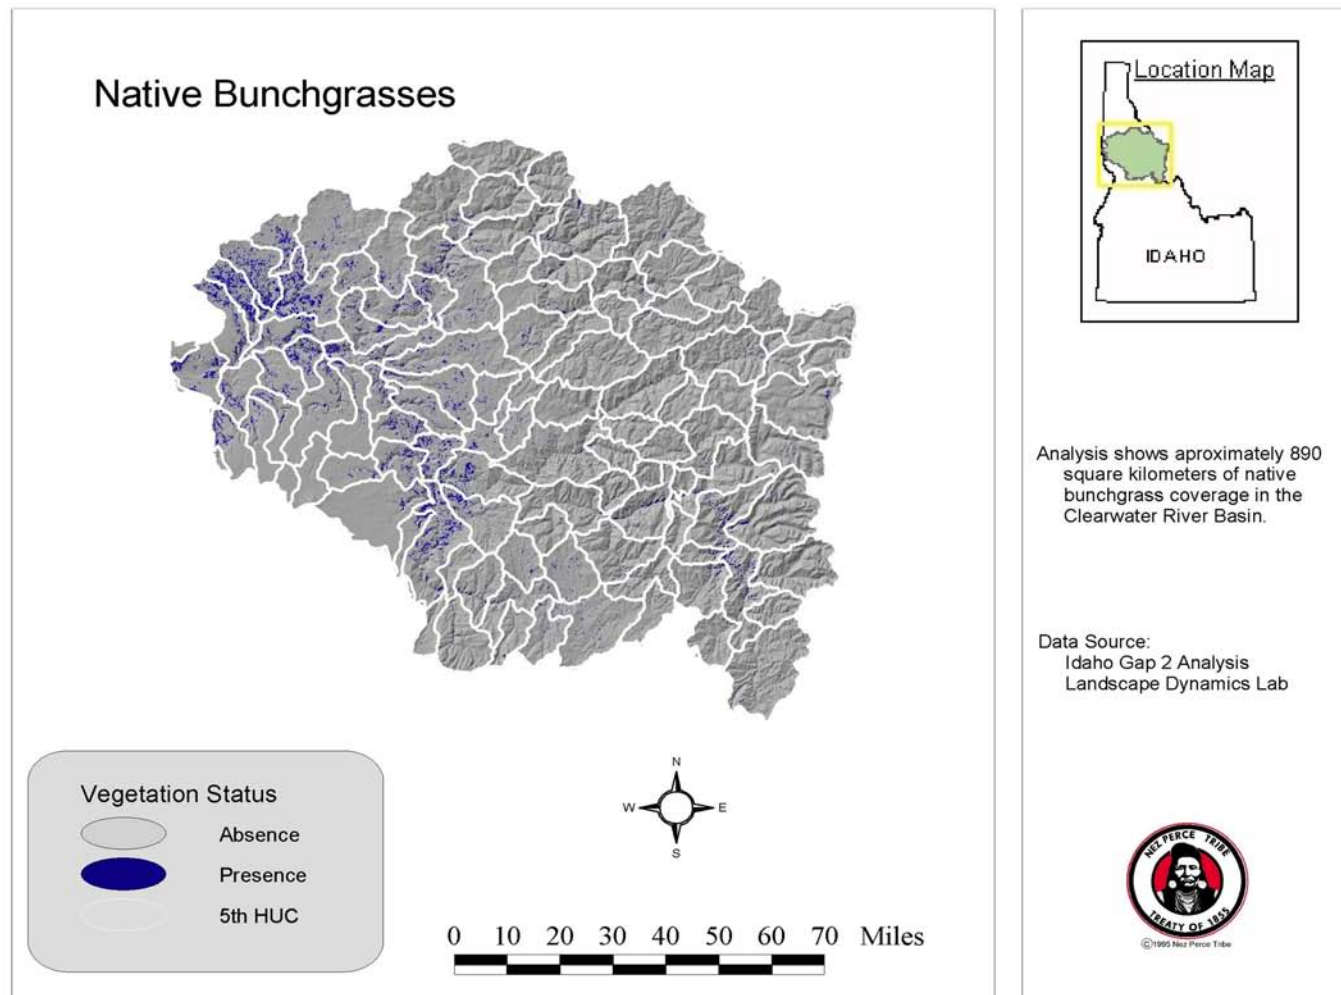 Native Bunchgrasses
Vegetation Status
Absence
Presence
5th HUC
N
W E
S
0 10 20 30 40 50 60 70 Miles
Location Map
IDAHO
Analysis shows aproximately 890
square kilometers of native
bunchgrass coverage in the
Clearwater River Basin.
Data Source:
Idaho Gap 2 Analysis
Landscape Dynamics Lab
NEZ PERCE TRIBE
TREATY OF 1855
©1995 Nez Perce Tribe